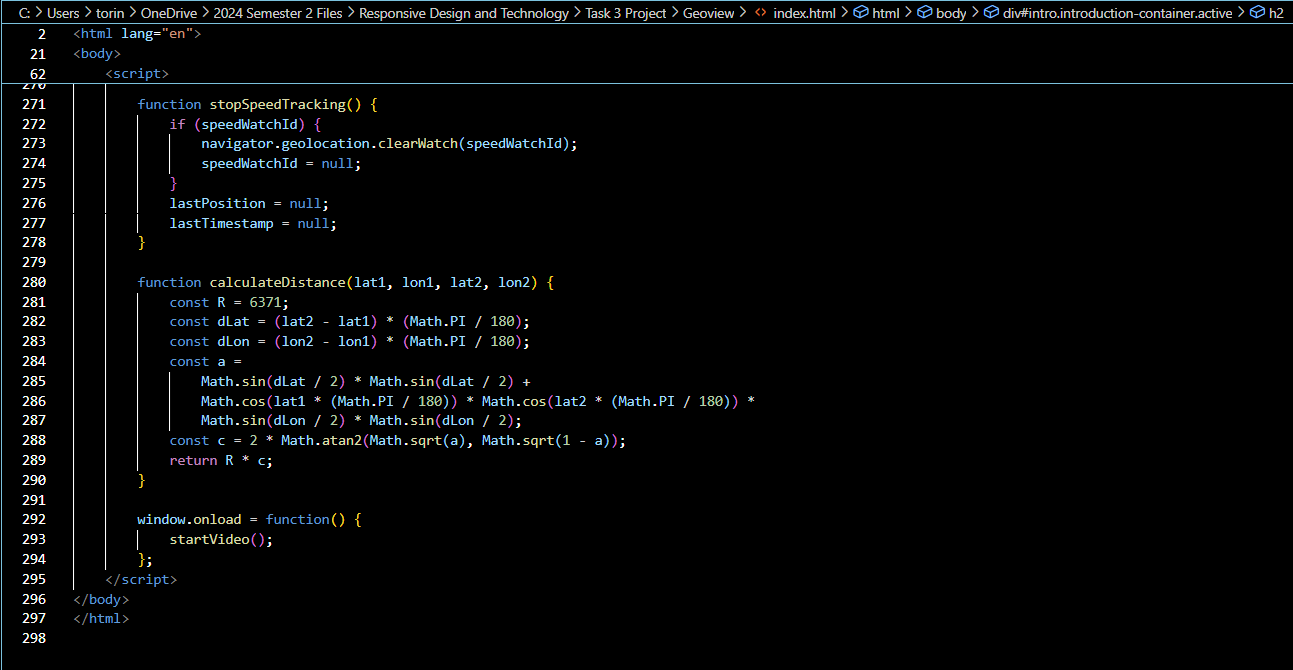 C: > Users > torin > OneDrive > 2024 Semester 2 Files > Responsive Design and Technology > Task 3 Project > Geoview > <> index.html > html > body > div#intro.introduction-container.active > h2
2 <html lang="en">
21 <body>
62 <script>
270
271 function stopSpeedTracking() {
272 if (speedWatchId) {
273 navigator.geolocation.clearWatch(speedWatchId);
274 speedWatchId = null;
275 }
276 lastPosition = null;
277 lastTimestamp = null;
278 }
279
280 function calculateDistance(lat1, lon1, lat2, lon2) {
281 const R = 6371;
282 const dLat = (lat2 - lat1) * (Math.PI / 180);
283 const dLon = (lon2 - lon1) * (Math.PI / 180);
284 const a =
285 Math.sin(dLat / 2) * Math.sin(dLat / 2) +
286 Math.cos(lat1 * (Math.PI / 180)) * Math.cos(lat2 * (Math.PI / 180)) *
287 Math.sin(dLon / 2) * Math.sin(dLon / 2);
288 const c = 2 * Math.atan2(Math.sqrt(a), Math.sqrt(1 - a));
289 return R * c;
290 }
291
292 window.onload = function() {
293 startVideo();
294 };
295 </script>
296 </body>
297 </html>
298